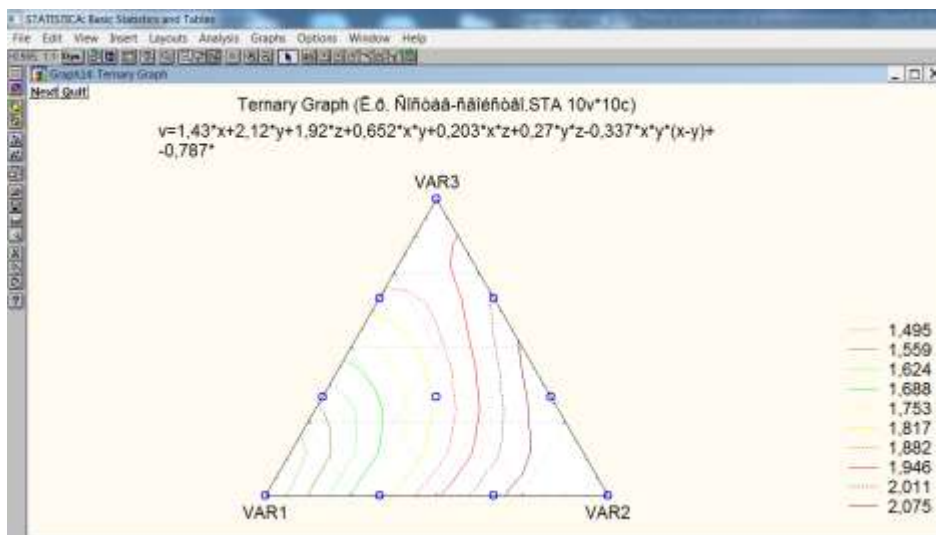 STATISTICA: Basic Statistics and Tables
File Edit View Insert Layouts Analysis Graphs Options Window Help
Graph14: Ternary Graph
Next Quit
Ternary Graph (Ë.ð. Ñîñòàâ-ñâîéñòâî.STA 10v*10c)
v=1,43*x+2,12*y+1,92*z+0,652*x*y+0,203*x*z+0,27*y*z-0,337*x*y*(x-y)+
-0,787*
VAR3
VAR1
VAR2
1,495
1,559
1,624
1,688
1,753
1,817
1,882
1,946
2,011
2,075